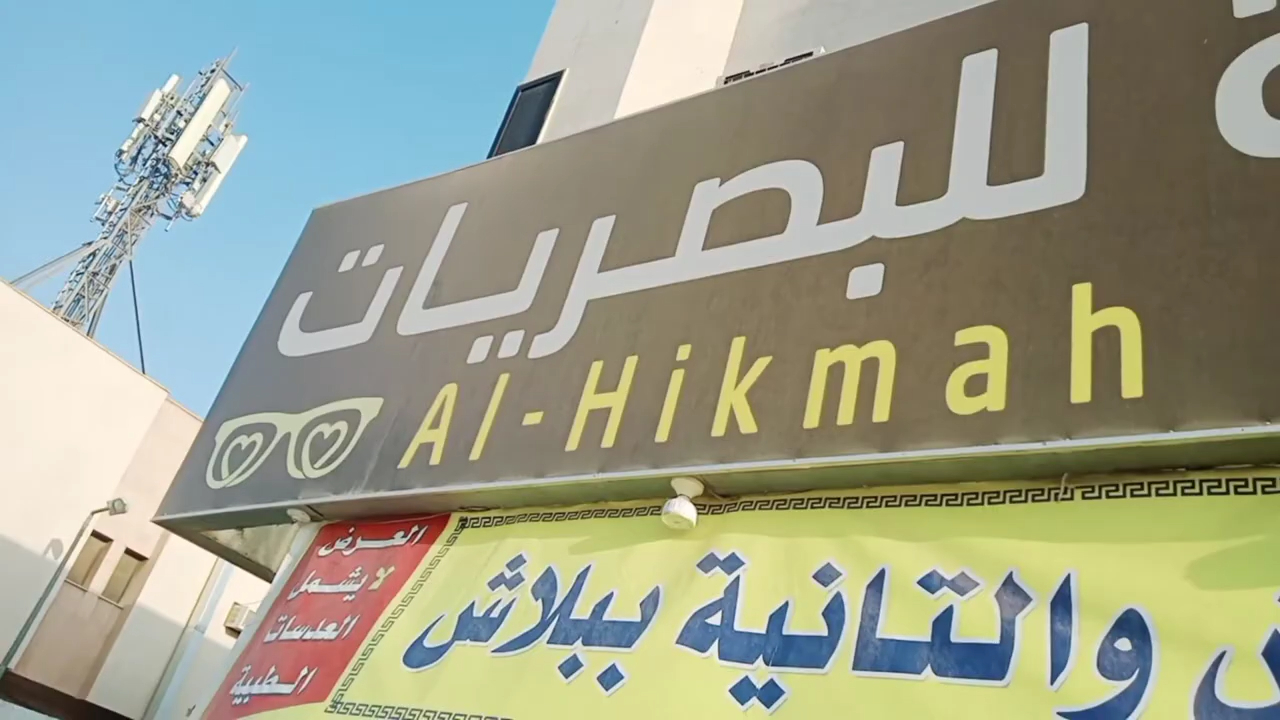 للبصريات
Al-Hikmah
والتانية ببلاش
العرض
لا يشمل
العدسات
الطبية